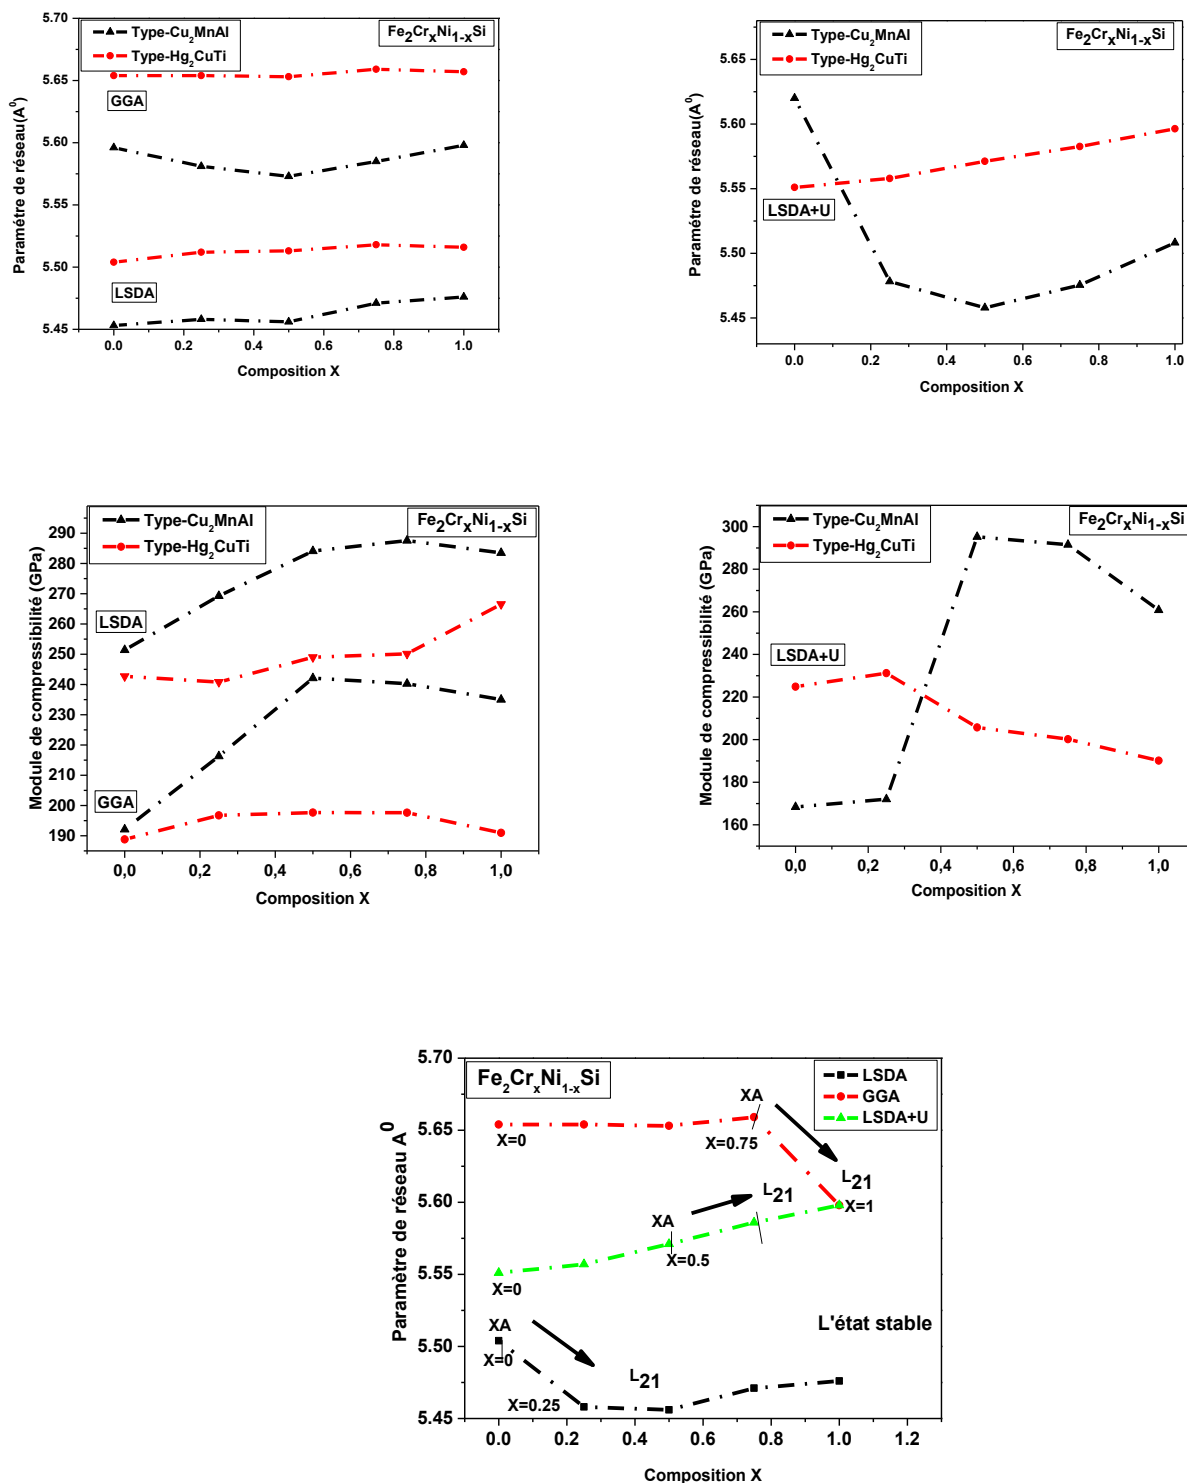 Fe2CrxNi1-xSi
Type-Cu2MnAl
Type-Hg2CuTi
GGA
LSDA
5.70
5.65
5.60
5.55
5.50
5.45
Paramétre de réseau(A0)
0.0 0.2 0.4 0.6 0.8 1.0
Composition X
Fe2CrxNi1-xSi
Type-Cu2MnAl
Type-Hg2CuTi
LSDA+U
5.65
5.60
5.55
5.50
5.45
Paramétre de réseau(A0)
0.0 0.2 0.4 0.6 0.8 1.0
Composition X
Fe2CrxNi1-xSi
Type-Cu2MnAl
Type-Hg2CuTi
LSDA
GGA
290
280
270
260
250
240
230
220
210
200
190
Module de compressibilité (GPa)
0,0 0,2 0,4 0,6 0,8 1,0
Composition X
Fe2CrxNi1-xSi
Type-Cu2MnAl
Type-Hg2CuTi
LSDA+U
300
280
260
240
220
200
180
160
Module de compressibilité (GPa)
0,0 0,2 0,4 0,6 0,8 1,0
Composition X
Fe2CrxNi1-xSi
LSDA
GGA
LSDA+U
XA
X=0
X=0.75
L21
X=1
L21
XA
X=0.5
X=0
XA
X=0
L21
X=0.25
L'état stable
5.70
5.65
5.60
5.55
5.50
5.45
Paramètre de réseau A0
0.0 0.2 0.4 0.6 0.8 1.0 1.2
Composition X